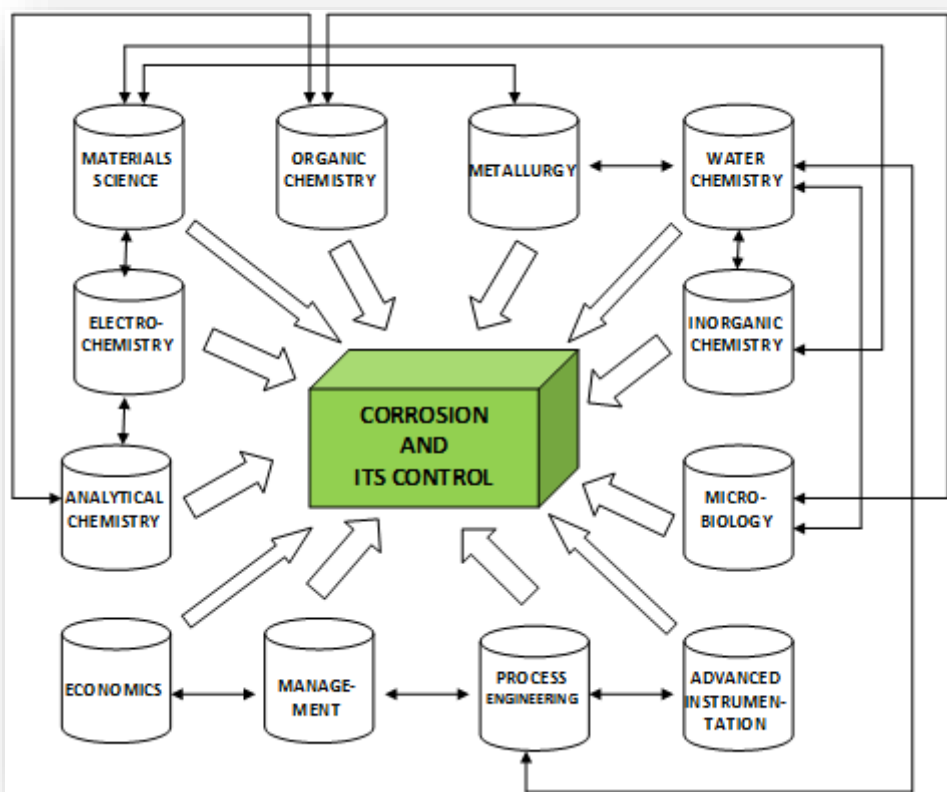 MATERIALS
SCIENCE
ORGANIC
CHEMISTRY
METALLURGY
WATER
CHEMISTRY
ELECTRO-
CHEMISTRY
INORGANIC
CHEMISTRY
CORROSION
AND
ITS CONTROL
ANALYTICAL
CHEMISTRY
MICRO-
BIOLOGY
ECONOMICS
MANAGE-
MENT
PROCESS
ENGINEERING
ADVANCED
INSTRUMEN-
TATION